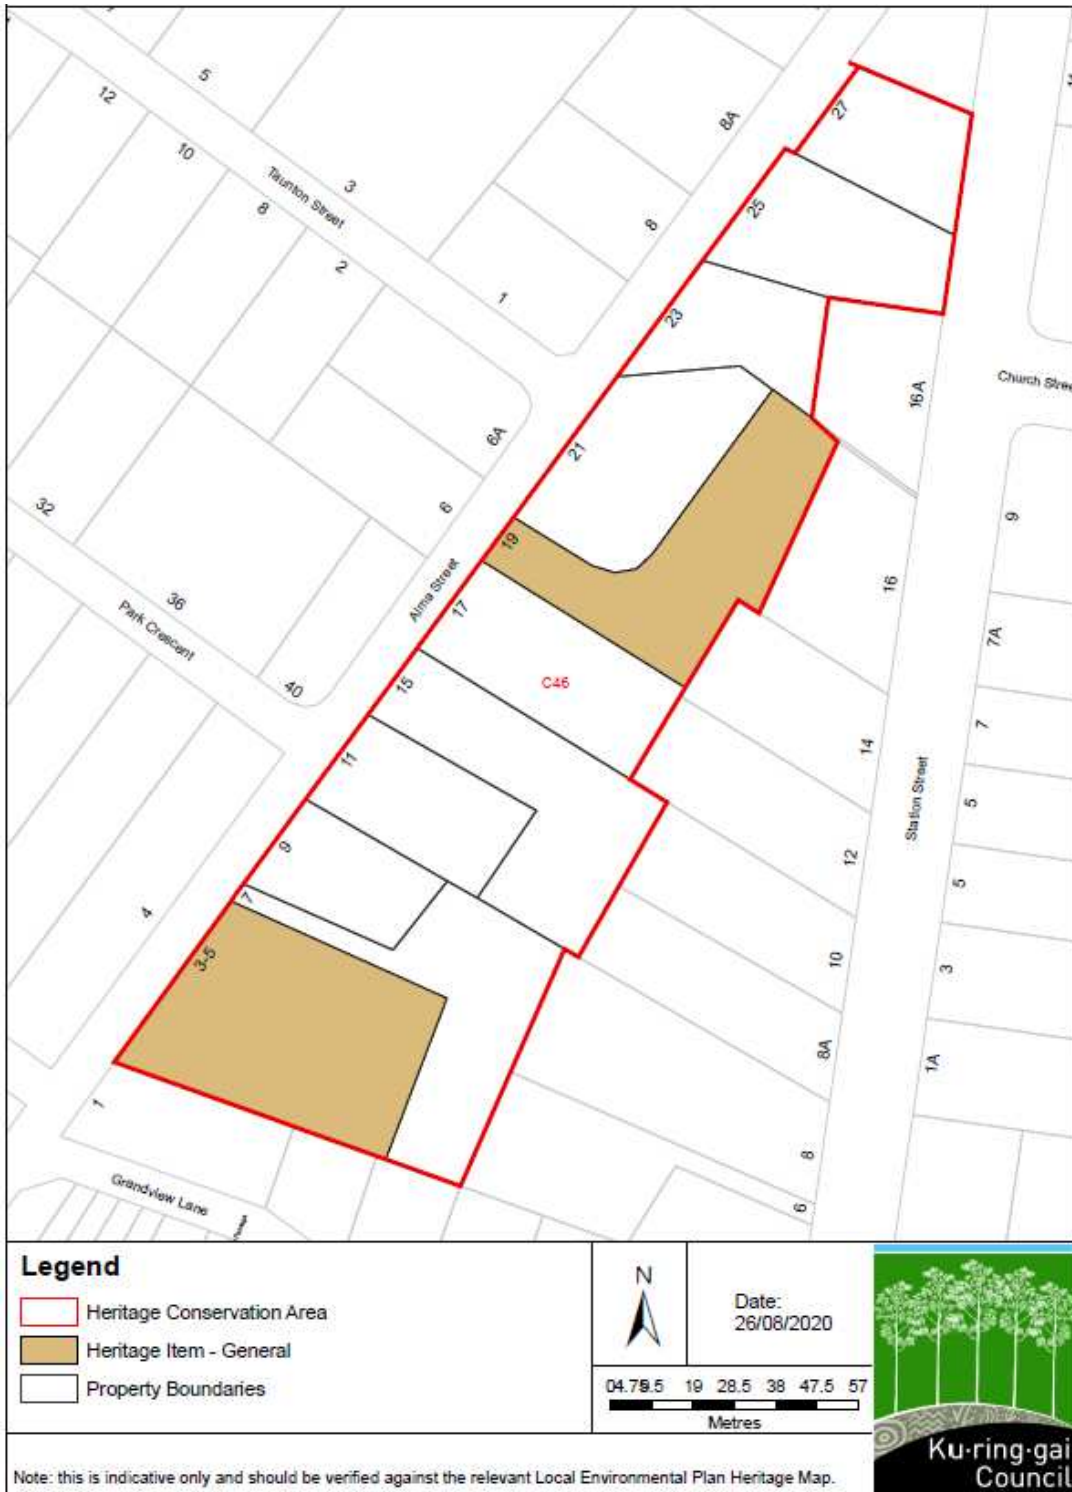 5
12
10
Taunton Street
3
8
2
1
8A
8
27
25
23
16A
Church Stree
6A
21
6
19
9
32
Alma Street
17
16
36
Park Crescent
7A
40
15
C46
14
7
11
Station Street
5
12
9
5
7
4
10
3
3-5
8A
1A
1
8
Grandview Lane
6
Legend
Heritage Conservation Area
Heritage Item - General
Property Boundaries
N
Date:
26/08/2020
04.759.5 19 28.5 38 47.5 57
Metres
Ku·ring·gai
Council
Note: this is indicative only and should be verified against the relevant Local Environmental Plan Heritage Map.